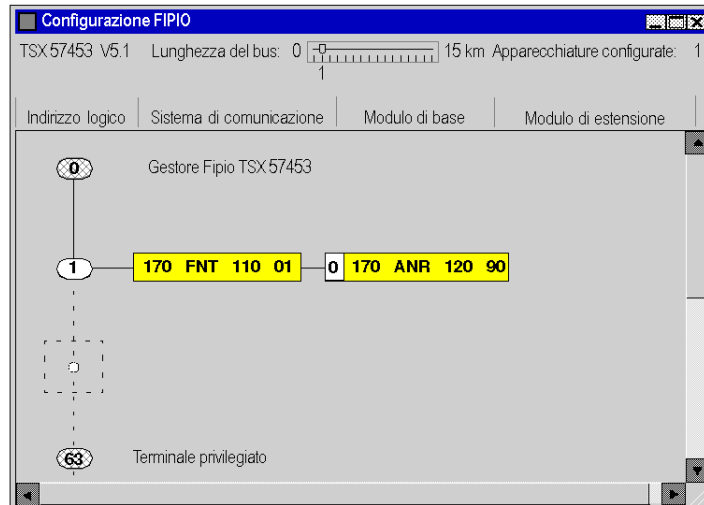 Configurazione FIPIO
TSX 57453 V5.1 Lunghezza del bus: 0 15 km Apparecchiature configurate: 1
1
Indirizzo logico Sistema di comunicazione Modulo di base Modulo di estensione
0 Gestore Fipio TSX 57453
1 170 FNT 110 01 0 170 ANR 120 90
63 Terminale privilegiato